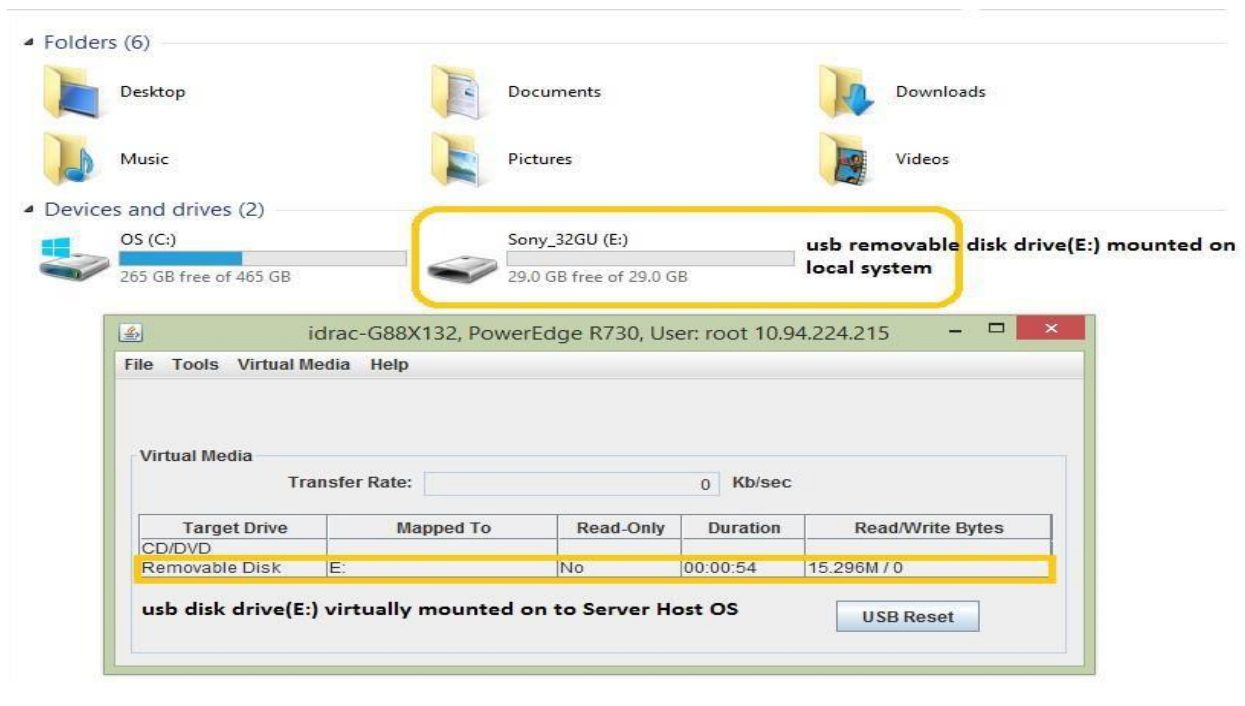 Folders (6)
Desktop
Documents
Downloads
Music
Pictures
Videos
Devices and drives (2)
OS (C:)
265 GB free of 465 GB
Sony_32GU (E:)
29.0 GB free of 29.0 GB
usb removable disk drive(E:) mounted on
local system
idrac-G88X132, PowerEdge R730, User: root 10.94.224.215
File Tools Virtual Media Help
Virtual Media
Transfer Rate: 0 Kb/sec
Target Drive Mapped To Read-Only Duration Read/Write Bytes
CD/DVD
Removable Disk E: No 00:00:54 15.296M / 0
usb disk drive(E:) virtually mounted on to Server Host OS
USB Reset